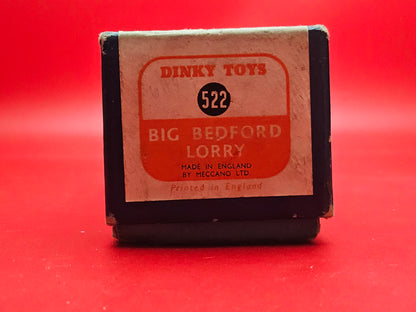 DINKY TOYS
522
BIG BEDFORD
LORRY
MADE IN ENGLAND
BY MECCANO LTD.
Printed in England